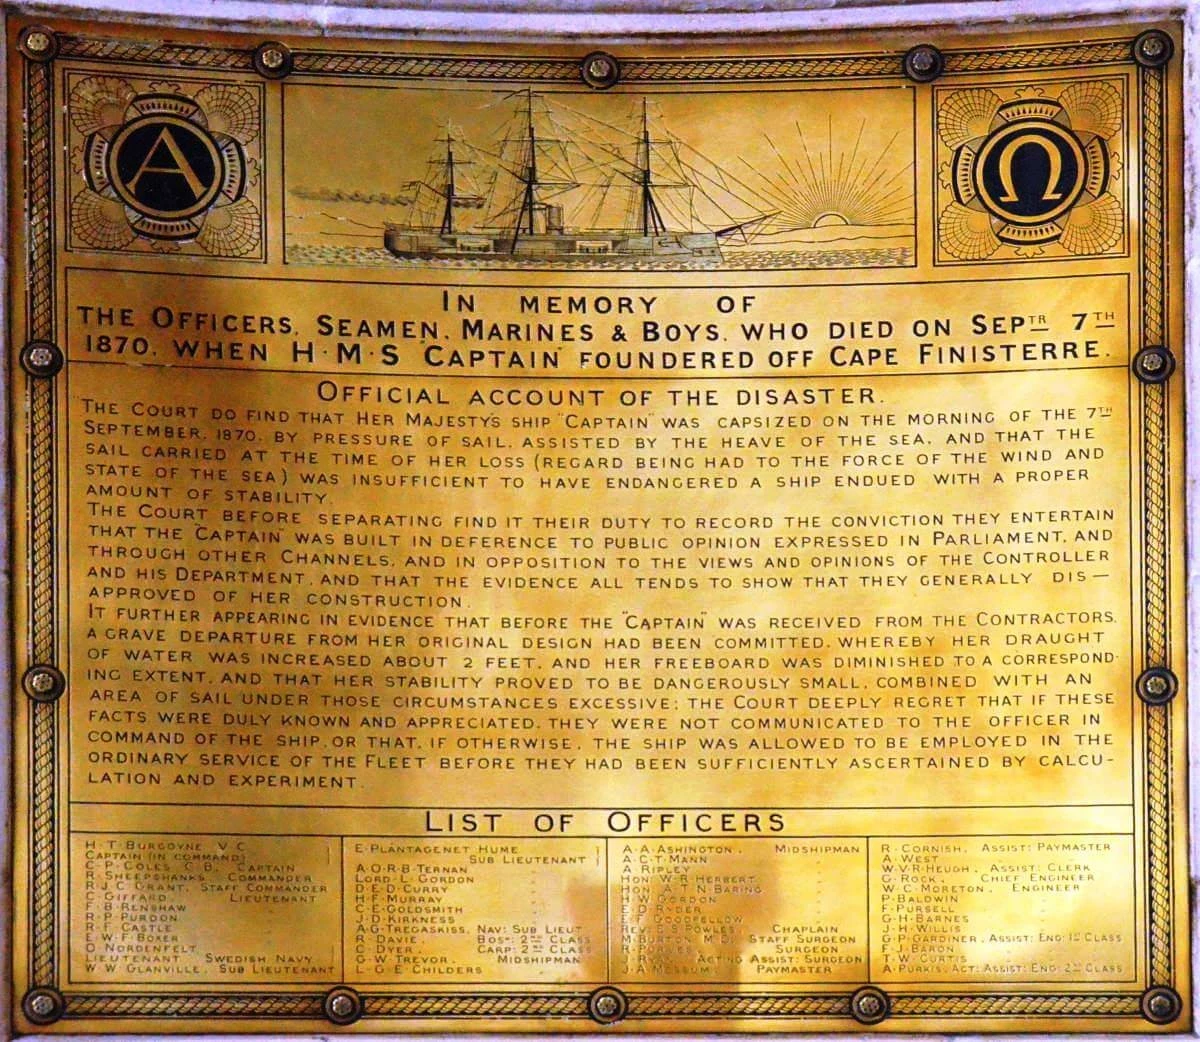 Α
Ω
IN MEMORY OF
THE OFFICERS, SEAMEN, MARINES & BOYS, WHO DIED ON SEPTR 7TH
1870, WHEN H·M·S "CAPTAIN" FOUNDERED OFF CAPE FINISTERRE.
OFFICIAL ACCOUNT OF THE DISASTER.
"THE COURT DO FIND THAT HER MAJESTY'S SHIP "CAPTAIN" WAS CAPSIZED ON THE MORNING OF THE 7TH
SEPTEMBER, 1870, BY PRESSURE OF SAIL, ASSISTED BY THE HEAVE OF THE SEA, AND THAT THE
SAIL CARRIED AT THE TIME OF HER LOSS (REGARD BEING HAD TO THE FORCE OF THE WIND AND
STATE OF THE SEA) WAS INSUFFICIENT TO HAVE ENDANGERED A SHIP ENDUED WITH A PROPER
AMOUNT OF STABILITY.
THE COURT BEFORE SEPARATING FIND IT THEIR DUTY TO RECORD THE CONVICTION THEY ENTERTAIN
THAT THE "CAPTAIN" WAS BUILT IN DEFERENCE TO PUBLIC OPINION EXPRESSED IN PARLIAMENT, AND
THROUGH OTHER CHANNELS, AND IN OPPOSITION TO THE VIEWS AND OPINIONS OF THE CONTROLLER
AND HIS DEPARTMENT, AND THAT THE EVIDENCE ALL TENDS TO SHOW THAT THEY GENERALLY DIS—
APPROVED OF HER CONSTRUCTION.
IT FURTHER APPEARING IN EVIDENCE THAT BEFORE THE "CAPTAIN" WAS RECEIVED FROM THE CONTRACTORS,
A GRAVE DEPARTURE FROM HER ORIGINAL DESIGN HAD BEEN COMMITTED, WHEREBY HER DRAUGHT
OF WATER WAS INCREASED ABOUT 2 FEET, AND HER FREEBOARD WAS DIMINISHED TO A CORRESPOND-
ING EXTENT, AND THAT HER STABILITY PROVED TO BE DANGEROUSLY SMALL, COMBINED WITH AN
AREA OF SAIL UNDER THOSE CIRCUMSTANCES EXCESSIVE; THE COURT DEEPLY REGRET THAT IF THESE
FACTS WERE DULY KNOWN AND APPRECIATED, THEY WERE NOT COMMUNICATED TO THE OFFICER IN
COMMAND OF THE SHIP, OR THAT, IF OTHERWISE, THE SHIP WAS ALLOWED TO BE EMPLOYED IN THE
ORDINARY SERVICE OF THE FLEET BEFORE THEY HAD BEEN SUFFICIENTLY ASCERTAINED BY CALCU-
LATION AND EXPERIMENT.
LIST OF OFFICERS
H·T·BURGOYNE V·C
CAPTAIN (IN COMMAND)
C·P·COLES C·B, CAPTAIN
R·SHEEPSHANKS COMMANDER
R·J·C·GRANT, STAFF COMMANDER
C·GIFFARD, LIEUTENANT
F·B·RENSHAW
R·P·PURDON
R·F·CASTLE
E·W·F·BOXER
O·NORDENFELT
LIEUTENANT SWEDISH NAVY
W·W·GLANVILLE, SUB LIEUTENANT
E·PLANTAGENET HUME
SUB LIEUTENANT
A·O·R·B·TERNAN
LORD·L·GORDON
D·E·D·CURRY
H·F·MURRAY
C·E·GOLDSMITH
J·D·KIRKNESS
A·G·TREGASKISS, NAV: SUB LIEUT
R·DAVIE, BOSN: 2ND CLASS
C·DYER, CARP: 2ND CLASS
G·W·TREVOR, MIDSHIPMAN
L·G·E·CHILDERS
A·A·ASHINGTON, MIDSHIPMAN
A·C·T·MANN
A·RIPLEY
HON: W·R·HERBERT
HON: A·T·N·BARING
H·W·GORDON
E·D·RYDER
E·F·GOODFELLOW
REV: E·S·POWLES, CHAPLAIN
M·BURTON M·D: STAFF SURGEON
R·PURVES, SURGEON
J·RYAN, ACTING ASSIST: SURGEON
J·A·MESSUM, PAYMASTER
R·CORNISH, ASSIST: PAYMASTER
A·WEST
W·V·R·HEUGH, ASSIST: CLERK
G·ROCK, CHIEF ENGINEER
W·C·MORETON, ENGINEER
P·BALDWIN
F·PURSELL
G·H·BARNES
J·H·WILLIS
G·P·GARDINER, ASSIST: ENG: 1ST CLASS
E·J·BARON
T·W·CURTIS
A·PURKIS, ACT: ASSIST: ENG: 2ND CLASS